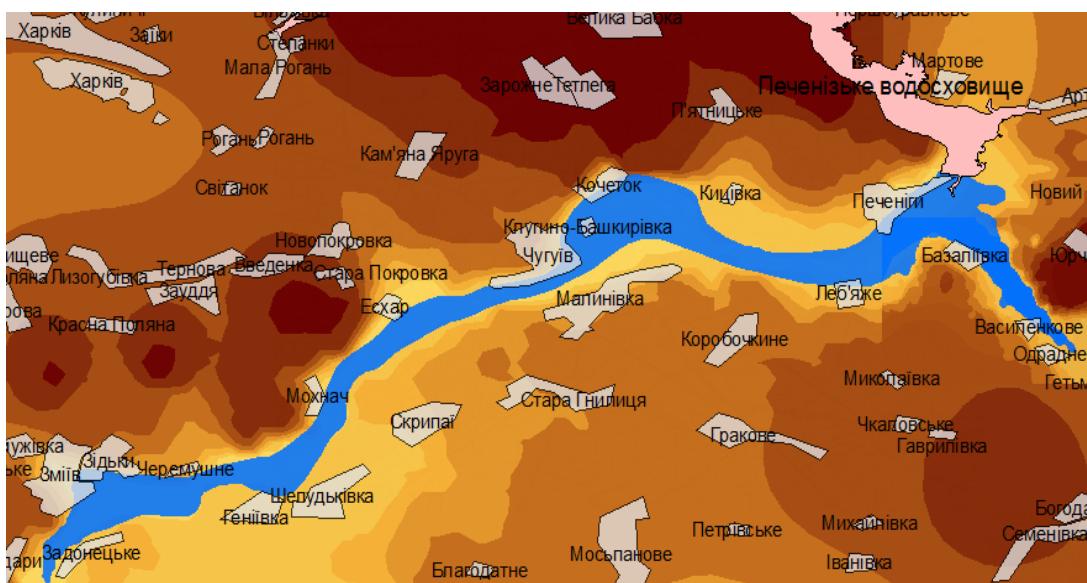 Харків
Заїки
Степанки
Велика Бабка
Харків
Мала Рогань
Зарожне
Тетлега
Мартове
Печенізьке водосховище
П'ятницьке
Рогань
Рогань
Кам'яна Яруга
Світанок
Кочеток
Кицівка
Печеніги
Новий
Клугино-Башкирівка
Новопокровка
Чугуїв
Базаліївка
Лизогубівка
Тернова
Введенка
Стара Покровка
Зауддя
Есхар
Малинівка
Леб'яже
Красна Поляна
Василенкове
Коробочкине
Одрадне
Миколаївка
Мохнач
Стара Гнилиця
Скрипаї
Гракове
Чкаловське
Гаврилівка
Зідьки
Черемушне
Зміїв
Шелудьківка
Геніївка
Петрівське
Михайлівка
Семенівка
Задонецьке
Мосьпанове
Іванівка
Благодатне